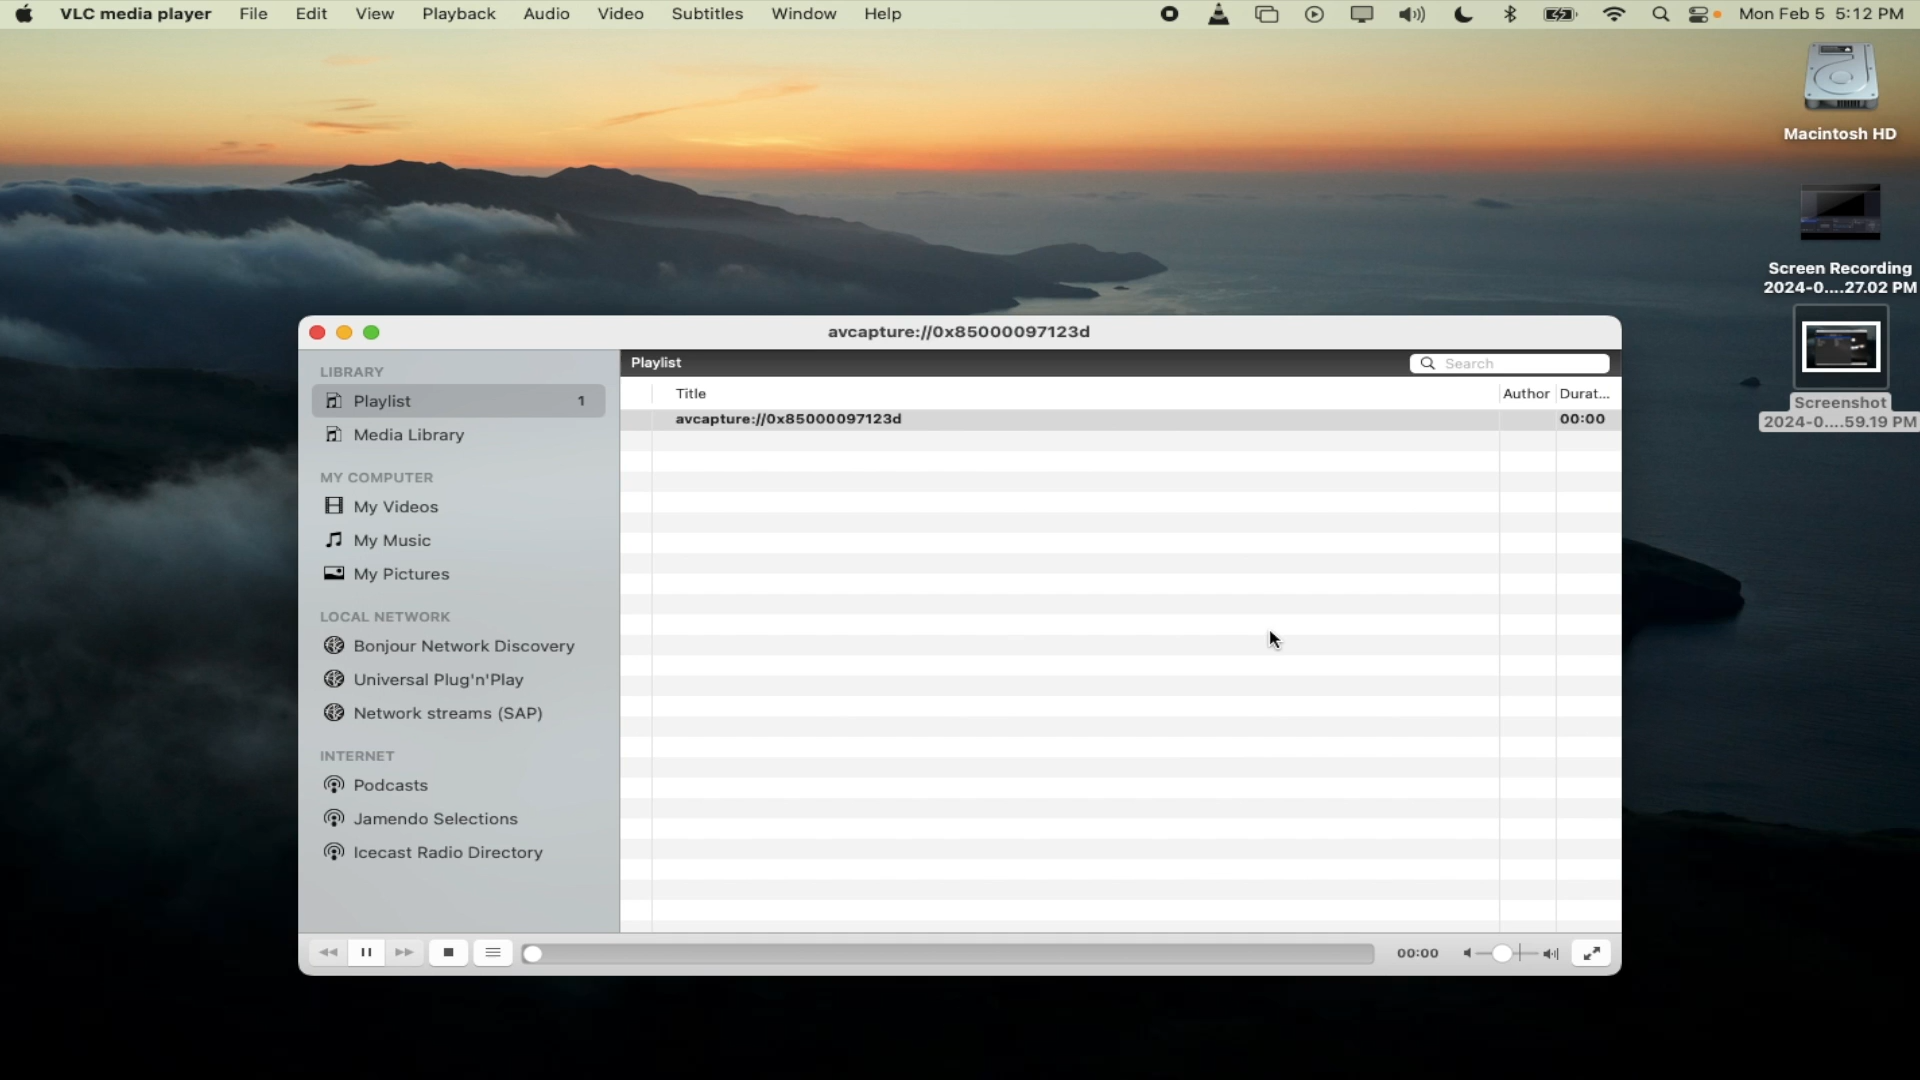 VLC media player File Edit View Playback Audio Video Subtitles Window Help Mon Feb 5 5:12 PM
Macintosh HD
Screen Recording
2024-0....27.02 PM
Screenshot
2024-0....59.19 PM
avcapture://0x85000097123d
LIBRARY
Playlist 1
Media Library
MY COMPUTER
My Videos
My Music
My Pictures
LOCAL NETWORK
Bonjour Network Discovery
Universal Plug'n'Play
Network streams (SAP)
INTERNET
Podcasts
Jamendo Selections
Icecast Radio Directory
Playlist Search
Title Author Durat...
avcapture://0x85000097123d 00:00
00:00